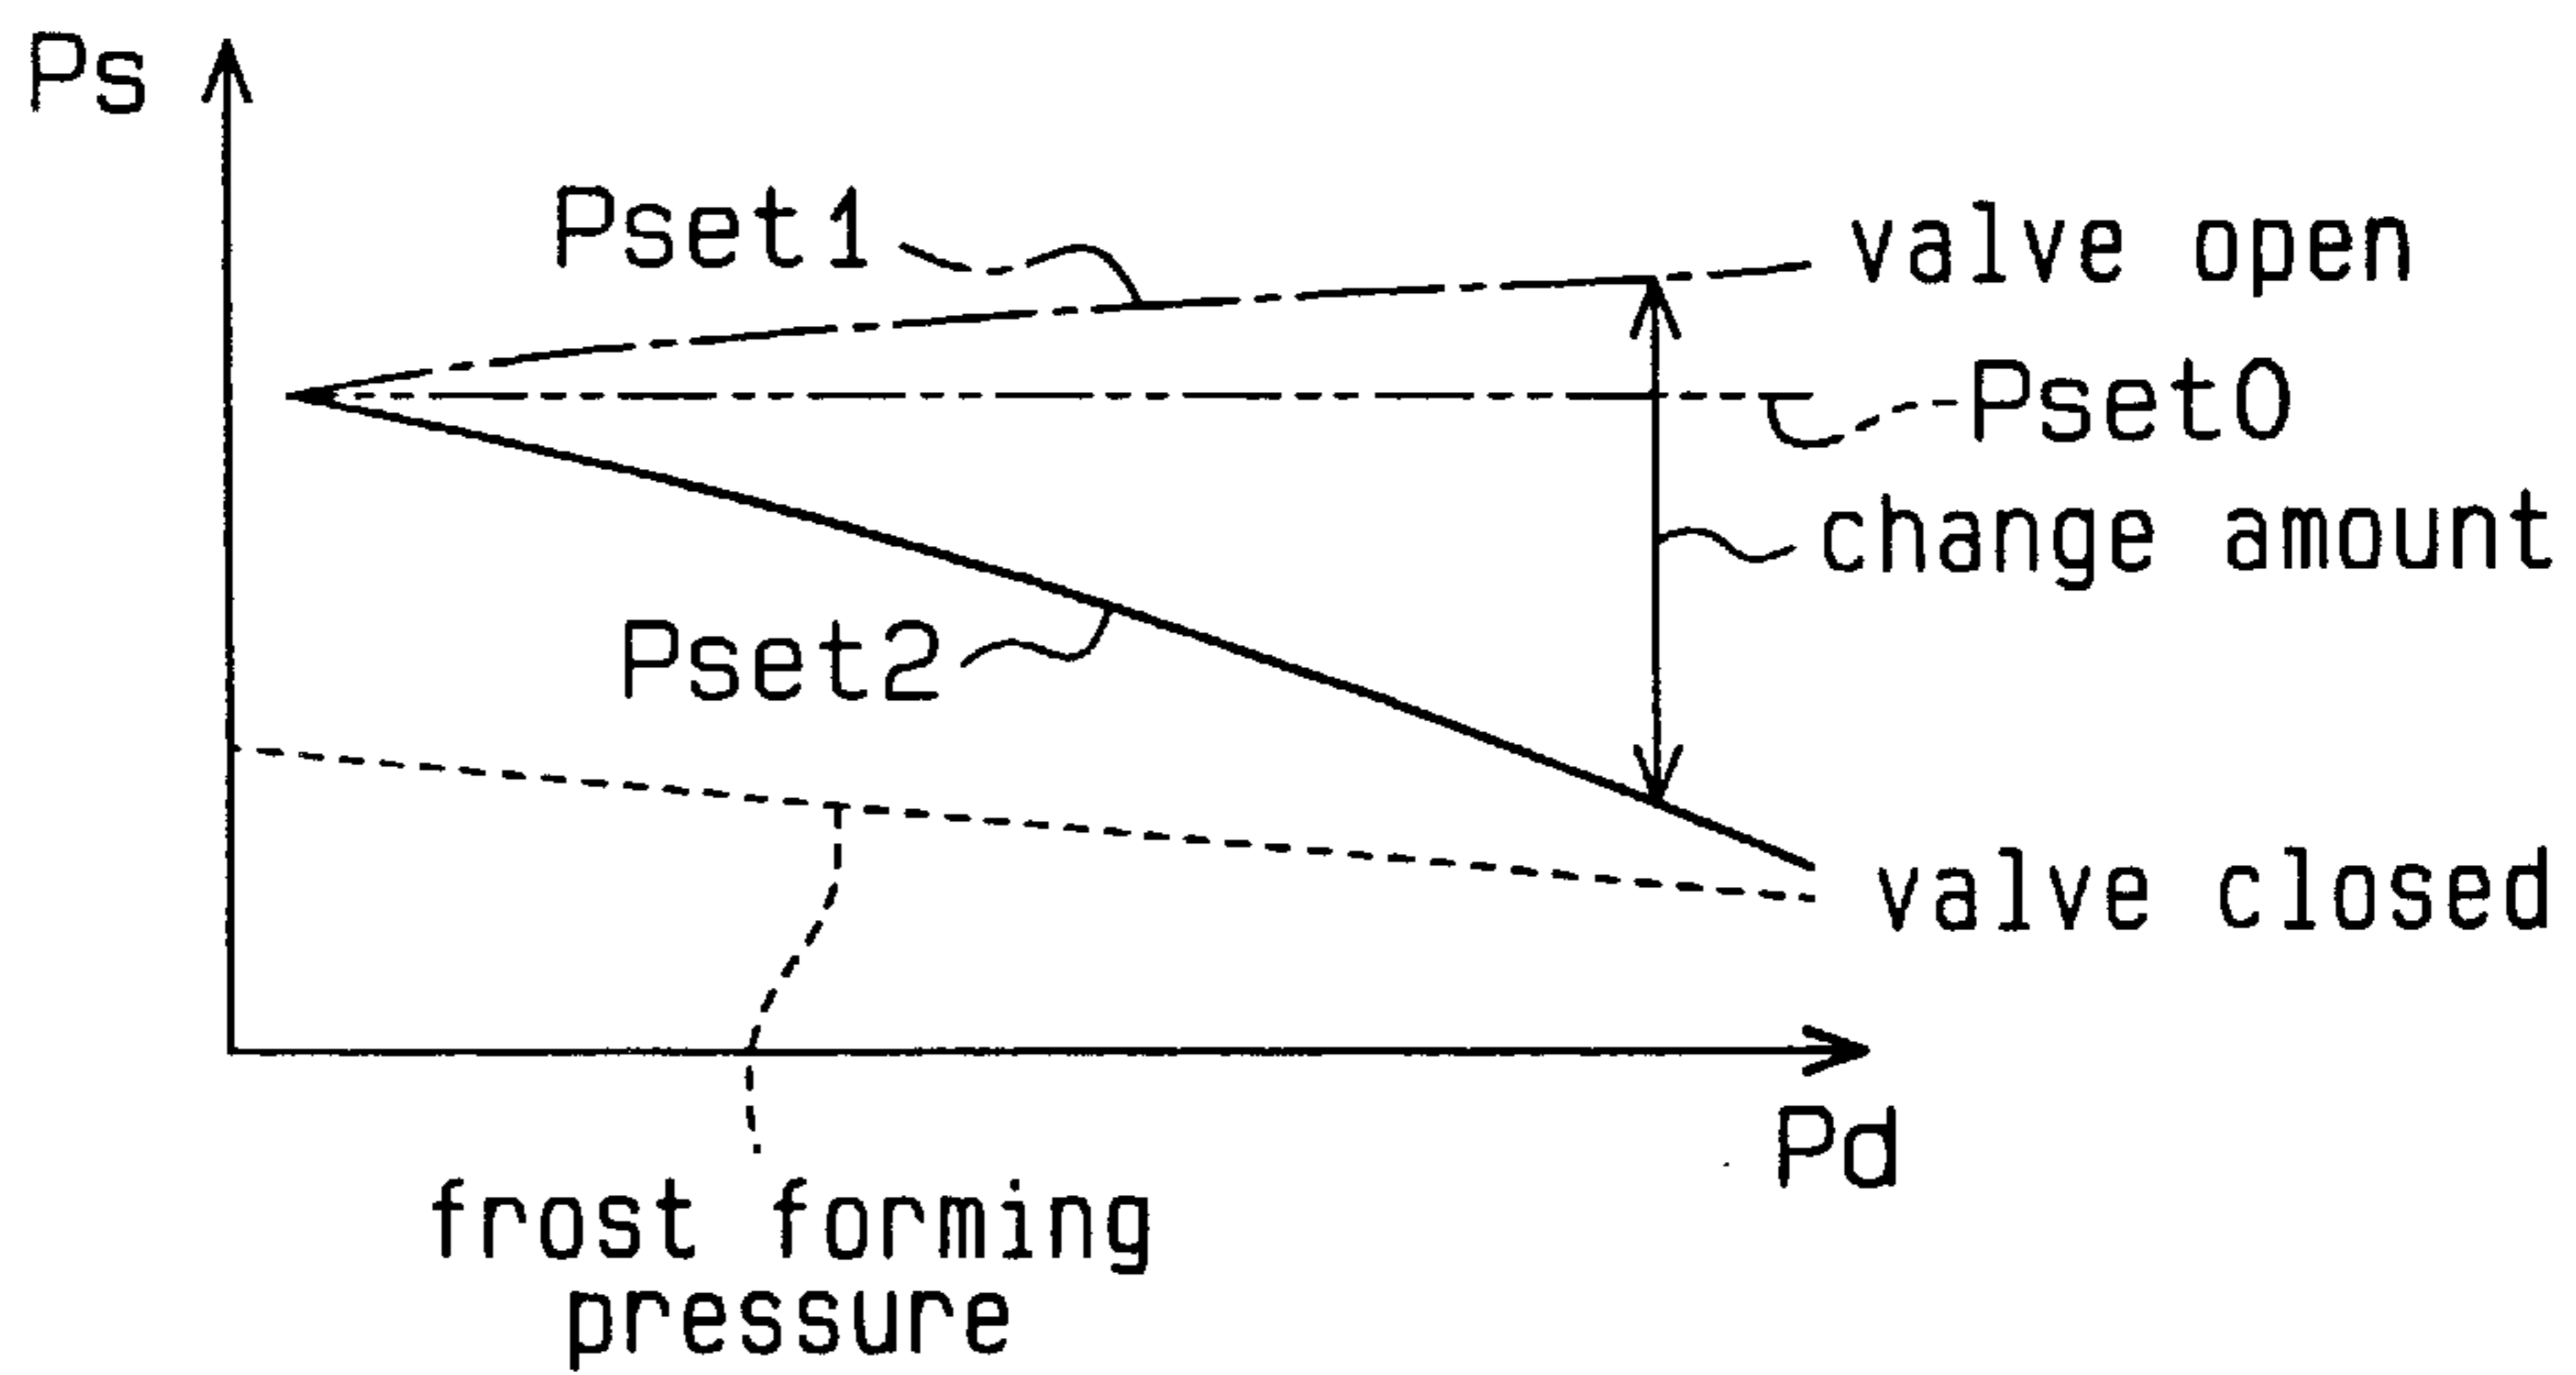 Ps
Pset1
valve open
Pset0
change amount
Pset2
valve closed
Pd
frost forming
pressure